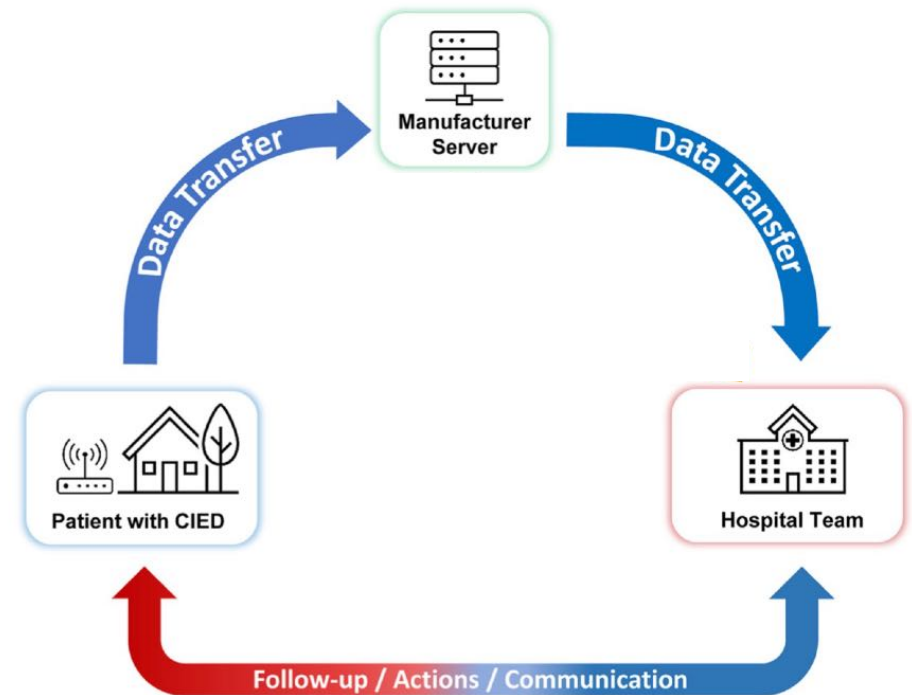 Manufacturer
Server
Data Transfer
Data Transfer
Patient with CIED
Hospital Team
Follow-up / Actions / Communication